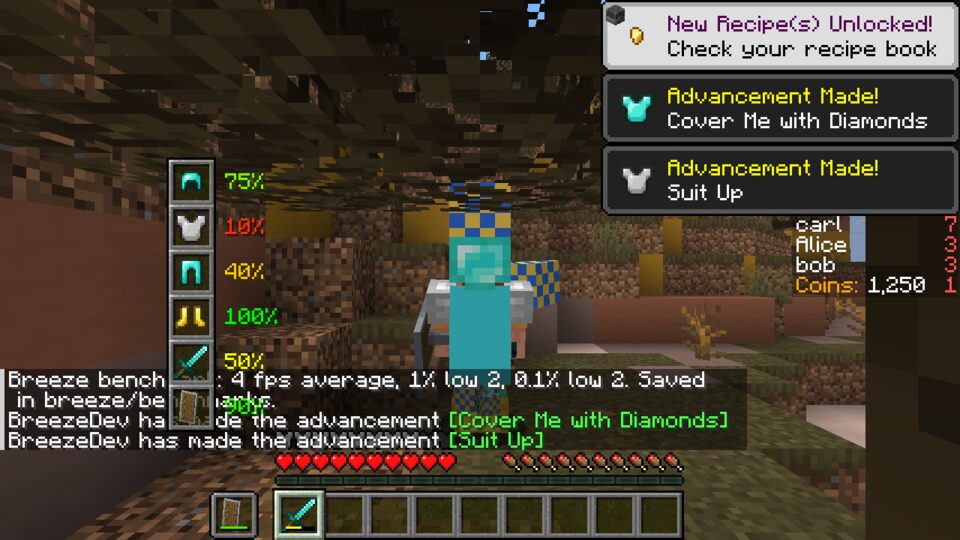 New Recipe(s) Unlocked!
Check your recipe book
Advancement Made!
Cover Me with Diamonds
Advancement Made!
Suit Up
carl 7
Alice 3
bob 3
Coins: 1,250 1
75%
10%
40%
100%
50%
90%
Breeze bench : 4 fps average, 1% low 2, 0.1% low 2. Saved
in breeze/be marks.
BreezeDev ha de the advancement [Cover Me with Diamonds]
BreezeDev has made the advancement [Suit Up]